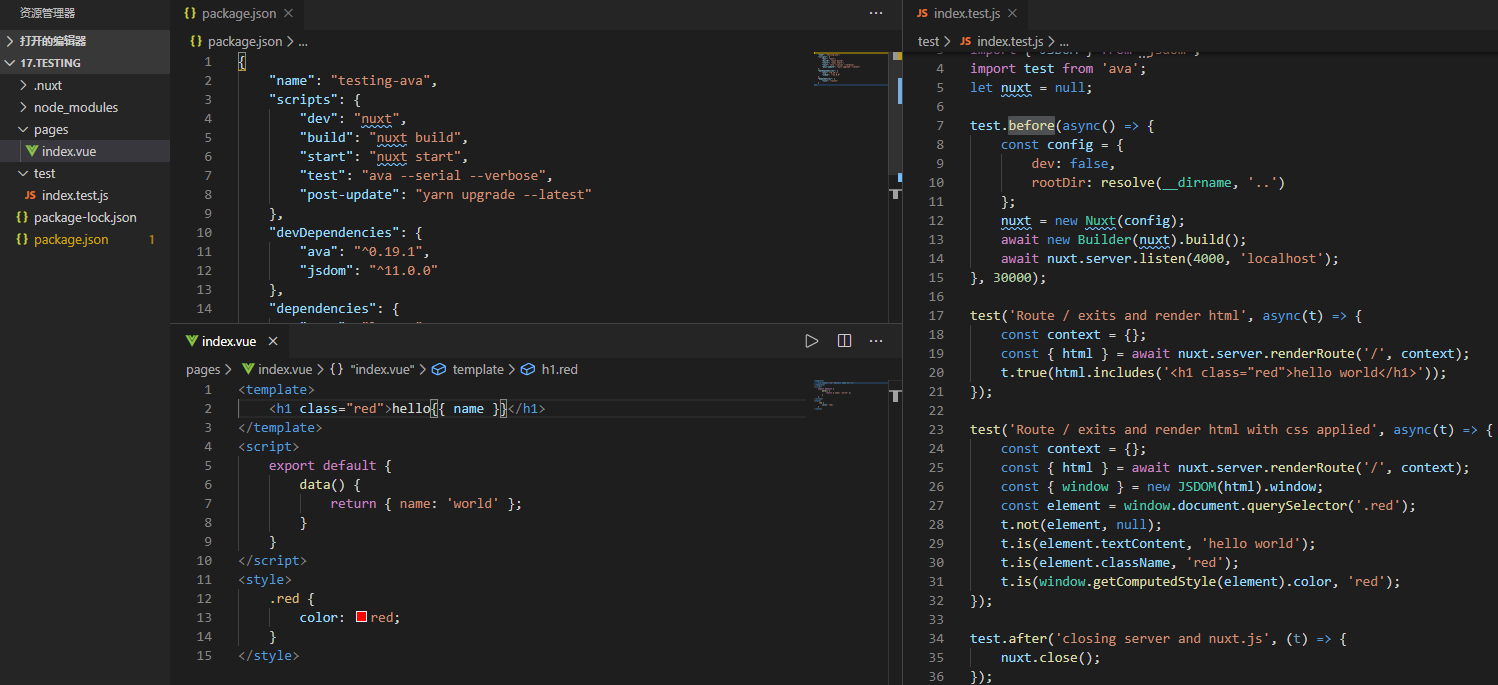 资源管理器
打开的编辑器
17.TESTING
.nuxt
node_modules
pages
index.vue
test
JS index.test.js
{} package-lock.json
{} package.json 1
{} package.json ×
{} package.json > ...
1 {
2 "name": "testing-ava",
3 "scripts": {
4 "dev": "nuxt",
5 "build": "nuxt build",
6 "start": "nuxt start",
7 "test": "ava --serial --verbose",
8 "post-update": "yarn upgrade --latest"
9 },
10 "devDependencies": {
11 "ava": "^0.19.1",
12 "jsdom": "^11.0.0"
13 },
14 "dependencies": {
index.vue ×
pages > index.vue > {} "index.vue" > template > h1.red
1 <template>
2 <h1 class="red">hello{{ name }}</h1>
3 </template>
4 <script>
5 export default {
6 data() {
7 return { name: 'world' };
8 }
9 }
10 </script>
11 <style>
12 .red {
13 color: red;
14 }
15 </style>
JS index.test.js ×
test > JS index.test.js > ...
4 import test from 'ava';
5 let nuxt = null;
6
7 test.before(async() => {
8 const config = {
9 dev: false,
10 rootDir: resolve(__dirname, '..')
11 };
12 nuxt = new Nuxt(config);
13 await new Builder(nuxt).build();
14 await nuxt.server.listen(4000, 'localhost');
15 }, 30000);
16
17 test('Route / exits and render html', async(t) => {
18 const context = {};
19 const { html } = await nuxt.server.renderRoute('/', context);
20 t.true(html.includes('<h1 class="red">hello world</h1>'));
21 });
22
23 test('Route / exits and render html with css applied', async(t) => {
24 const context = {};
25 const { html } = await nuxt.server.renderRoute('/', context);
26 const { window } = new JSDOM(html).window;
27 const element = window.document.querySelector('.red');
28 t.not(element, null);
29 t.is(element.textContent, 'hello world');
30 t.is(element.className, 'red');
31 t.is(window.getComputedStyle(element).color, 'red');
32 });
33
34 test.after('closing server and nuxt.js', (t) => {
35 nuxt.close();
36 });